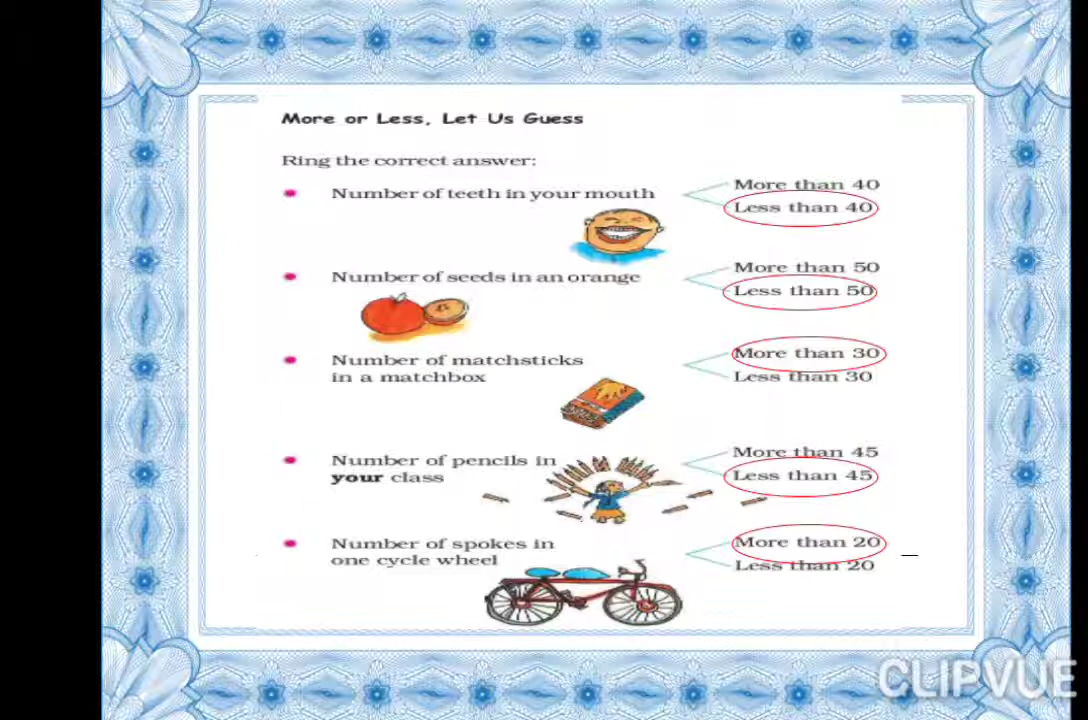 More or Less, Let Us Guess
Ring the correct answer:
Number of teeth in your mouth
More than 40
Less than 40
Number of seeds in an orange
More than 50
Less than 50
Number of matchsticks
in a matchbox
More than 30
Less than 30
Number of pencils in
your class
More than 45
Less than 45
Number of spokes in
one cycle wheel
More than 20
Less than 20
CLIPVUE